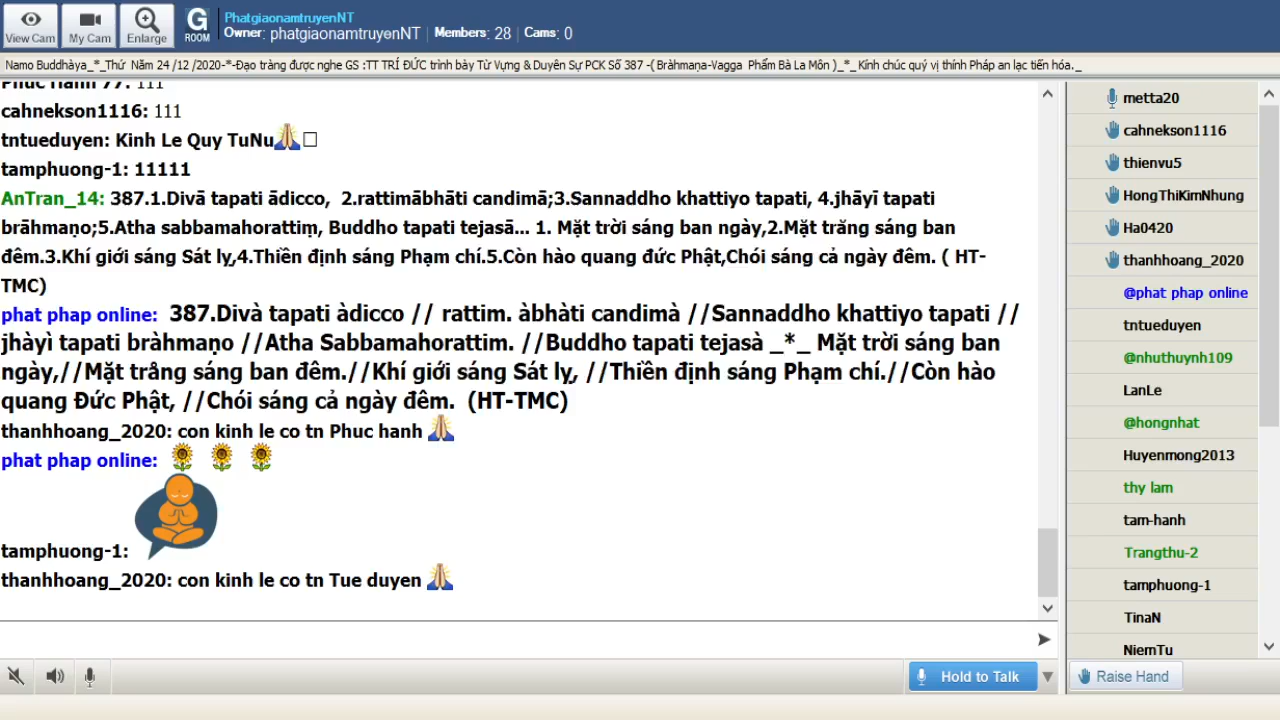 View Cam
My Cam
Enlarge
G
ROOM
PhatgiaonamtruyenNT
Owner: phatgiaonamtruyenNT | Members: 28 | Cams: 0
Namo Buddhàya_*_Thứ Năm 24 /12 /2020-*-Đạo tràng được nghe GS :TT TRÍ ĐỨC trình bày Từ Vựng & Duyên Sự PCK Số 387 -( Bràhmaṇa-Vagga Phẩm Bà La Môn )_*_Kính chúc quý vị thính Pháp an lạc tiến hóa._
Phuc Hanh 77: 111
cahnekson1116: 111
tntueduyen: Kinh Le Quy TuNu
tamphuong-1: 11111
AnTran_14: 387.1.Divā tapati ādicco, 2.rattimābhāti candimā;3.Sannaddho khattiyo tapati, 4.jhāyī tapati
brāhmaṇo;5.Atha sabbamahorattiṃ, Buddho tapati tejasā... 1. Mặt trời sáng ban ngày,2.Mặt trăng sáng ban
đêm.3.Khí giới sáng Sát lỵ,4.Thiền định sáng Phạm chí.5.Còn hào quang đức Phật,Chói sáng cả ngày đêm. ( HT-
TMC)
phat phap online: 387.Divà tapati àdicco // rattim. àbhàti candimà //Sannaddho khattiyo tapati //
jhàyì tapati bràhmaṇo //Atha Sabbamahorattim. //Buddho tapati tejasà _*_ Mặt trời sáng ban
ngày,//Mặt trăng sáng ban đêm.//Khí giới sáng Sát lỵ, //Thiền định sáng Phạm chí.//Còn hào
quang Đức Phật, //Chói sáng cả ngày đêm. (HT-TMC)
thanhhoang_2020: con kinh le co tn Phuc hanh
phat phap online:
tamphuong-1:
thanhhoang_2020: con kinh le co tn Tue duyen
metta20
cahnekson1116
thienvu5
HongThiKimNhung
Ha0420
thanhhoang_2020
@phat phap online
tntueduyen
@nhuthuynh109
LanLe
@hongnhat
Huyenmong2013
thy lam
tam-hanh
Trangthu-2
tamphuong-1
TinaN
NiemTu
Hold to Talk
Raise Hand